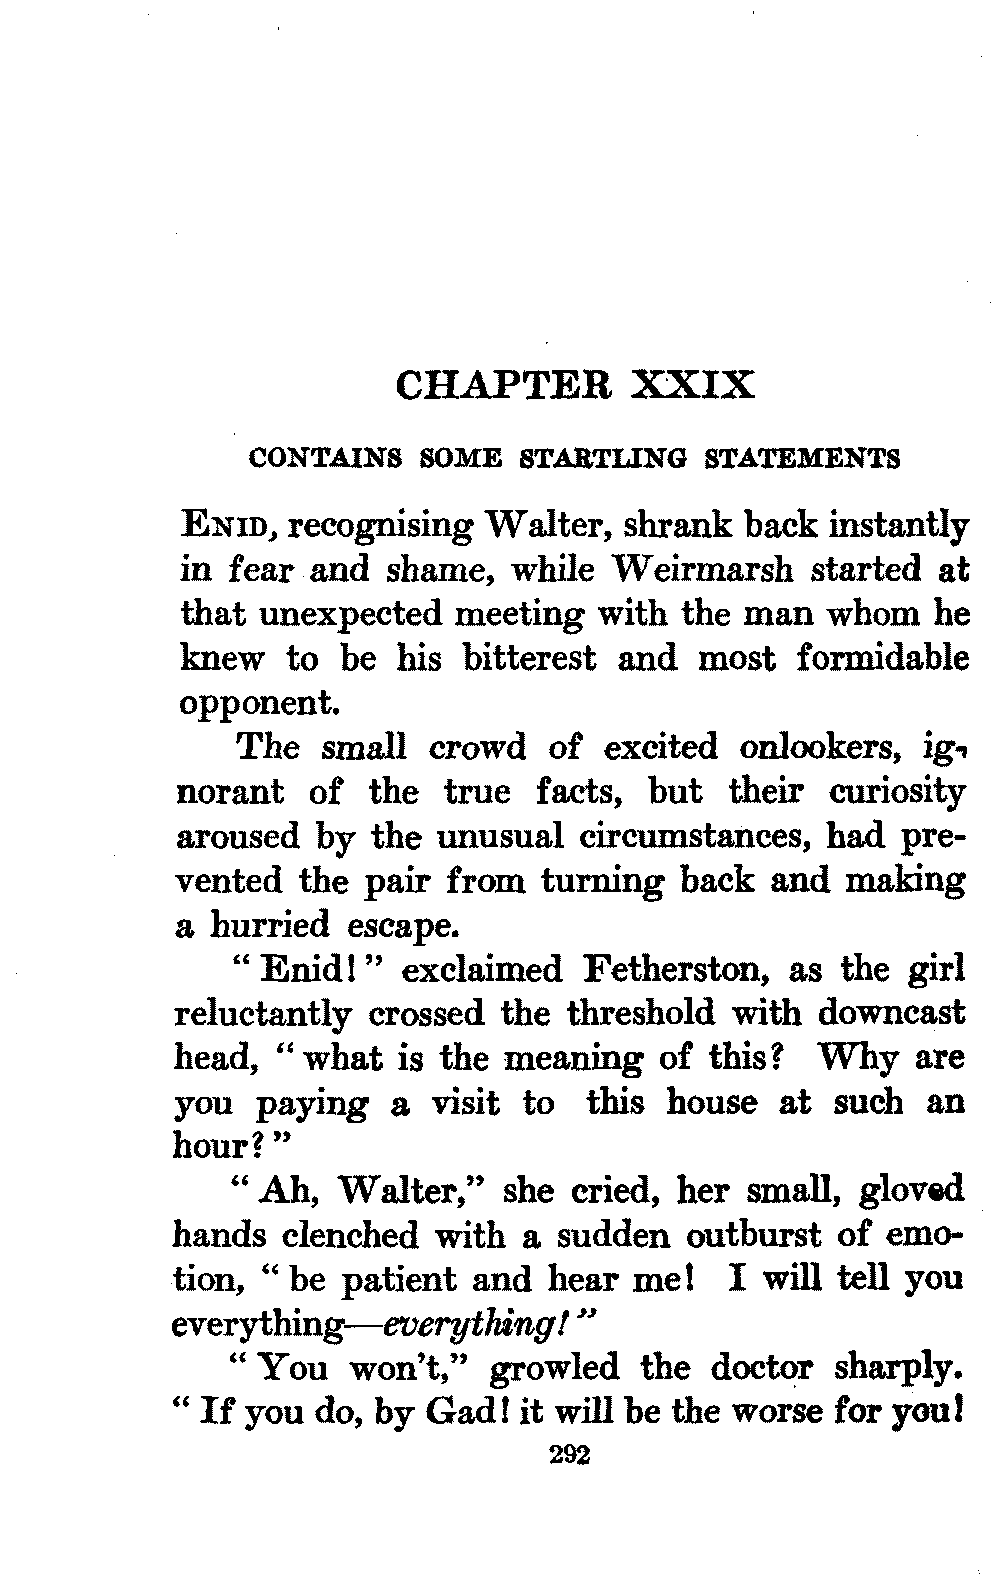 CHAPTER XXIX
CONTAINS SOME STARTLING STATEMENTS
ENID, recognising Walter, shrank back instantly
in fear and shame, while Weirmarsh started at
that unexpected meeting with the man whom he
knew to be his bitterest and most formidable
opponent.
The small crowd of excited onlookers, ig-
norant of the true facts, but their curiosity
aroused by the unusual circumstances, had pre-
vented the pair from turning back and making
a hurried escape.
“ Enid! ” exclaimed Fetherston, as the girl
reluctantly crossed the threshold with downcast
head, “ what is the meaning of this? Why are
you paying a visit to this house at such an
hour? ”
“ Ah, Walter,” she cried, her small, gloved
hands clenched with a sudden outburst of emo-
tion, “ be patient and hear me! I will tell you
everything—everything! ”
“ You won't,” growled the doctor sharply.
“ If you do, by Gad! it will be the worse for you!
292